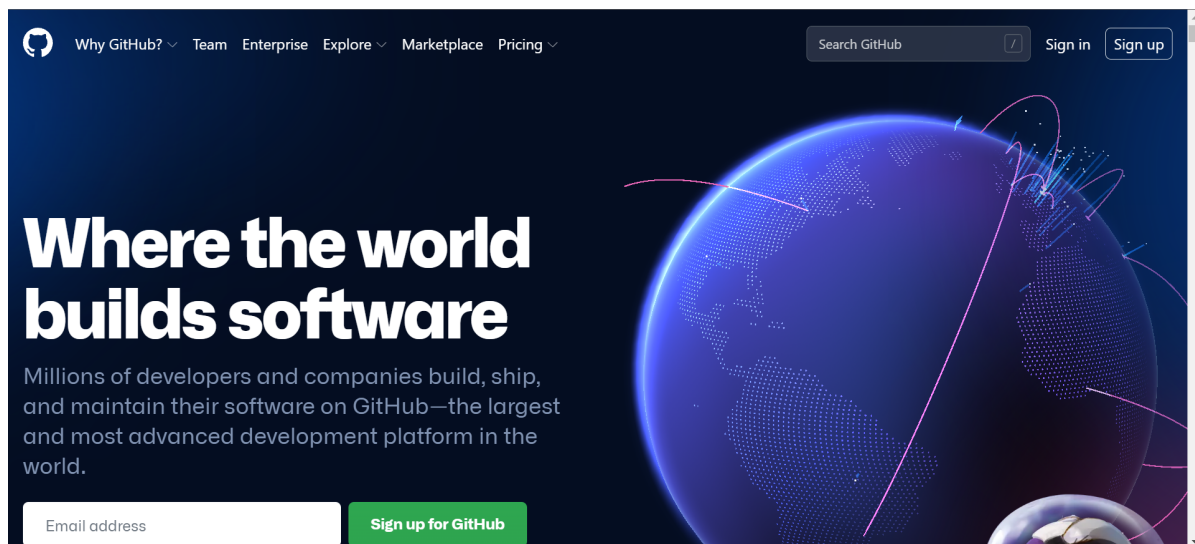 Why GitHub? Team Enterprise Explore Marketplace Pricing Search GitHub / Sign in Sign up
Where the world
builds software
Millions of developers and companies build, ship,
and maintain their software on GitHub—the largest
and most advanced development platform in the
world.
Email address Sign up for GitHub